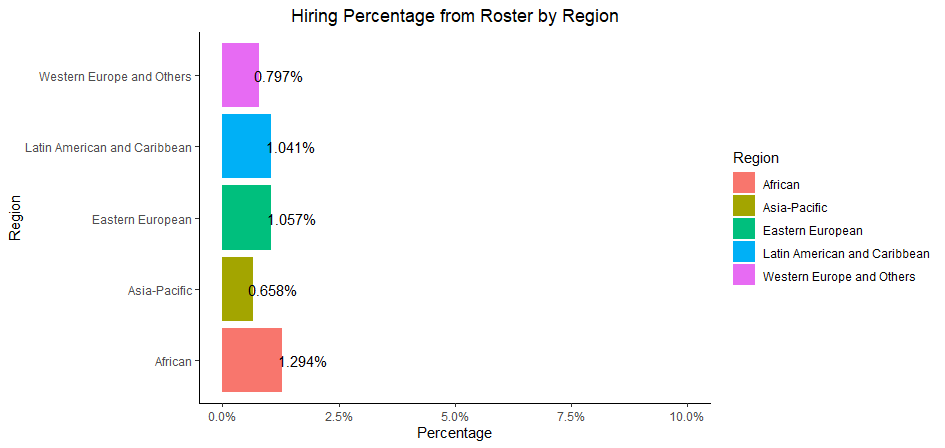 Hiring Percentage from Roster by Region
Region
Western Europe and Others
0.797%
Latin American and Caribbean
1.041%
Eastern European
1.057%
Asia-Pacific
0.658%
African
1.294%
0.0%
2.5%
5.0%
7.5%
10.0%
Percentage
Region
African
Asia-Pacific
Eastern European
Latin American and Caribbean
Western Europe and Others